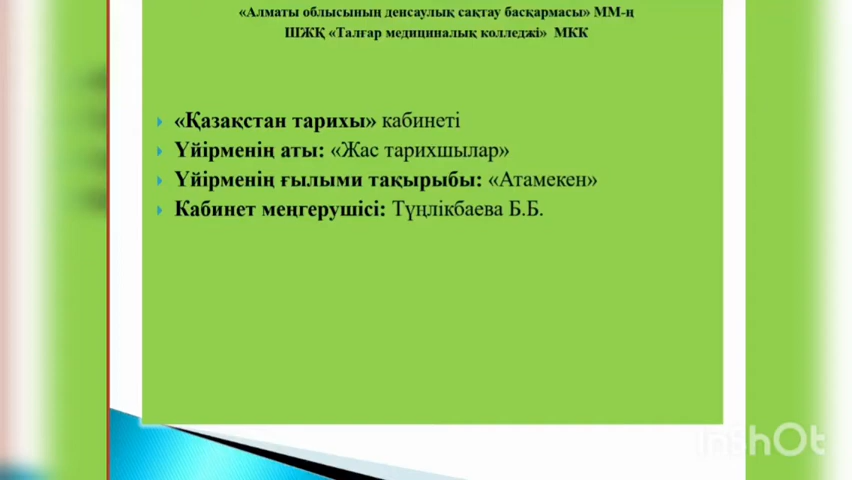 «Алматы облысының денсаулық сақтау басқармасы» ММ-ң
ШЖҚ «Талғар медициналық колледжі» МКК
«Қазақстан тарихы» кабинеті
Үйірменің аты: «Жас тарихшылар»
Үйірменің ғылыми тақырыбы: «Атамекен»
Кабинет меңгерушісі: Түңлікбаева Б.Б.
InShOt